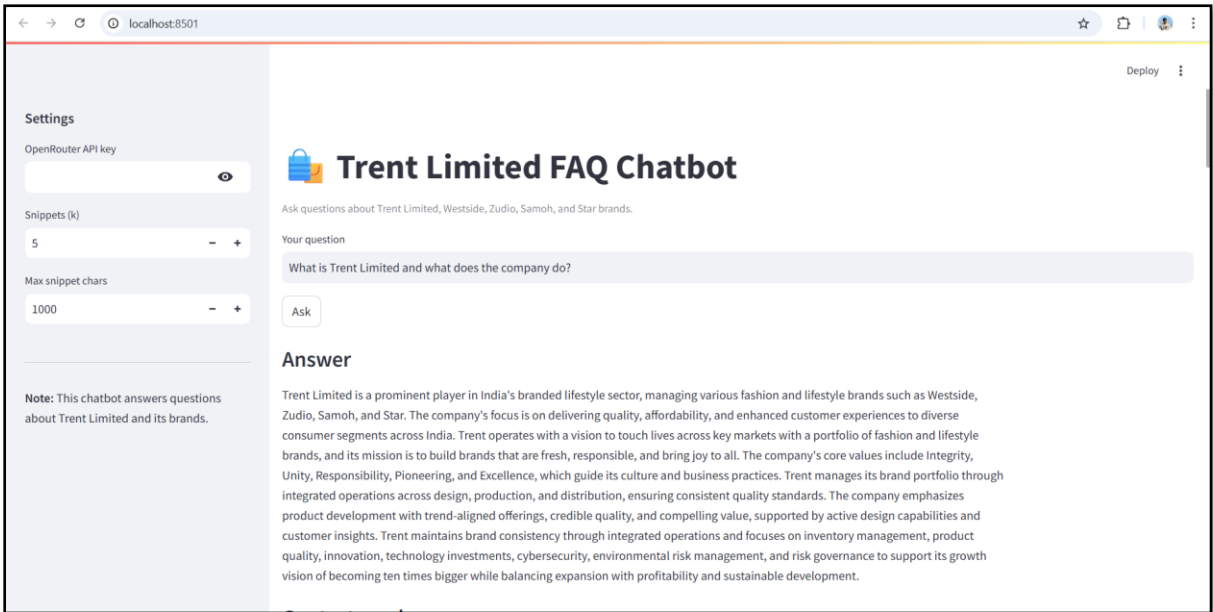 localhost:8501
Deploy
Settings
OpenRouter API key
Snippets (k)
5
Max snippet chars
1000
Note: This chatbot answers questions
about Trent Limited and its brands.
Trent Limited FAQ Chatbot
Ask questions about Trent Limited, Westside, Zudio, Samoh, and Star brands.
Your question
What is Trent Limited and what does the company do?
Ask
Answer
Trent Limited is a prominent player in India's branded lifestyle sector, managing various fashion and lifestyle brands such as Westside,
Zudio, Samoh, and Star. The company's focus is on delivering quality, affordability, and enhanced customer experiences to diverse
consumer segments across India. Trent operates with a vision to touch lives across key markets with a portfolio of fashion and lifestyle
brands, and its mission is to build brands that are fresh, responsible, and bring joy to all. The company's core values include Integrity,
Unity, Responsibility, Pioneering, and Excellence, which guide its culture and business practices. Trent manages its brand portfolio through
integrated operations across design, production, and distribution, ensuring consistent quality standards. The company emphasizes
product development with trend-aligned offerings, credible quality, and compelling value, supported by active design capabilities and
customer insights. Trent maintains brand consistency through integrated operations and focuses on inventory management, product
quality, innovation, technology investments, cybersecurity, environmental risk management, and risk governance to support its growth
vision of becoming ten times bigger while balancing expansion with profitability and sustainable development.